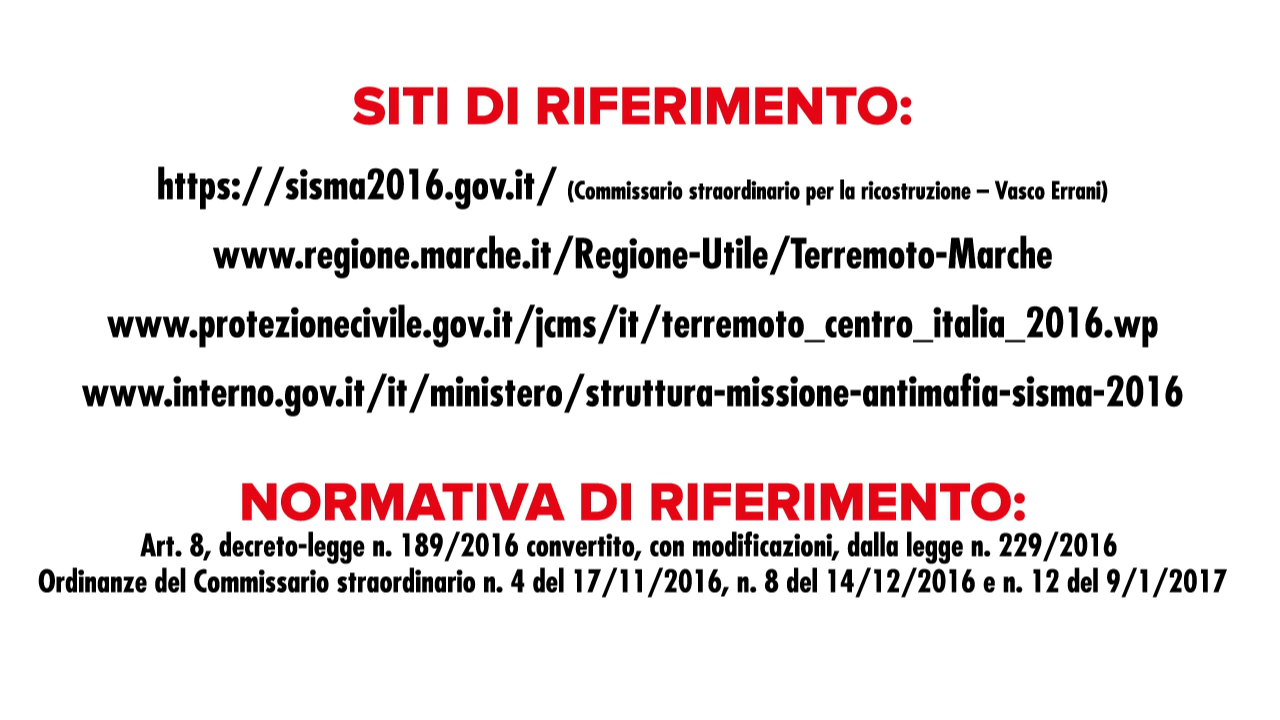 SITI DI RIFERIMENTO:
https://sisma2016.gov.it/ (Commissario straordinario per la ricostruzione – Vasco Errani)
www.regione.marche.it/Regione-Utile/Terremoto-Marche
www.protezionecivile.gov.it/jcms/it/terremoto_centro_italia_2016.wp
www.interno.gov.it/it/ministero/struttura-missione-antimafia-sisma-2016
NORMATIVA DI RIFERIMENTO:
Art. 8, decreto-legge n. 189/2016 convertito, con modificazioni, dalla legge n. 229/2016
Ordinanze del Commissario straordinario n. 4 del 17/11/2016, n. 8 del 14/12/2016 e n. 12 del 9/1/2017